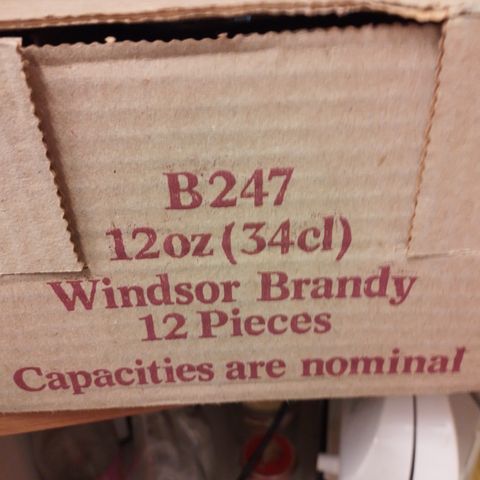 B247
12oz (34cl)
Windsor Brandy
12 Pieces
Capacities are nominal